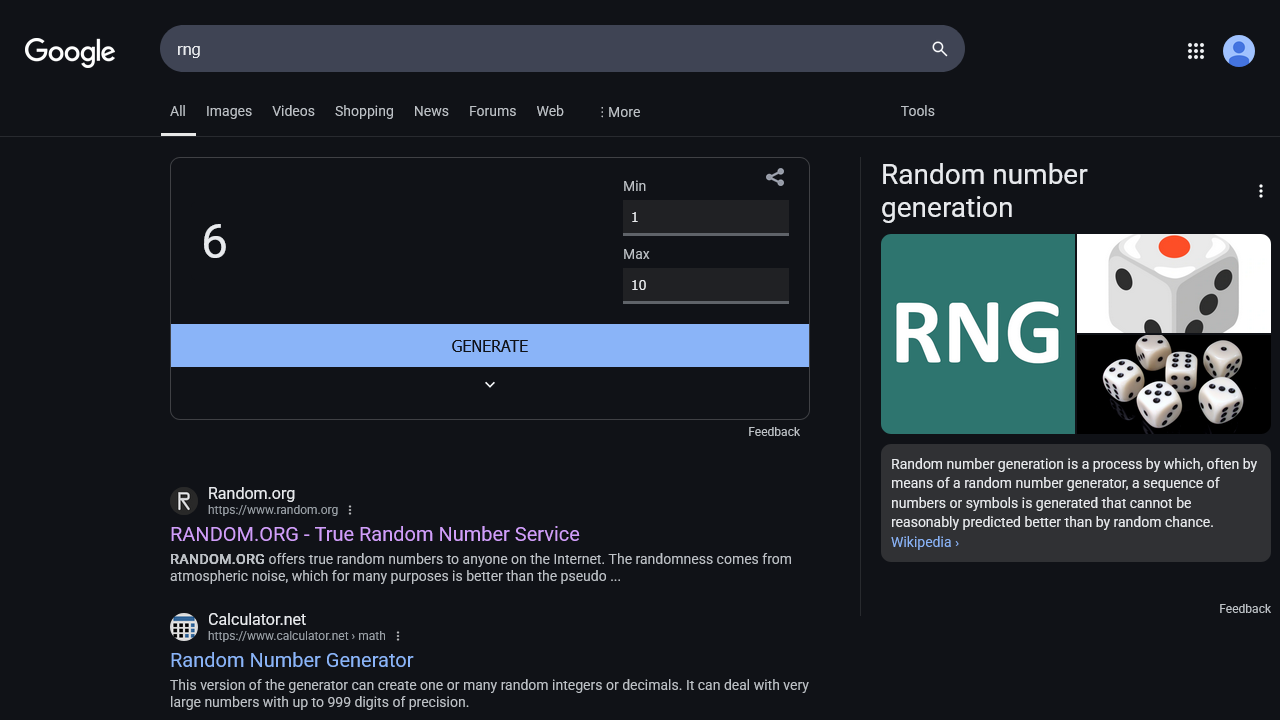 Google
rng
All Images Videos Shopping News Forums Web More Tools
6
Min
1
Max
10
GENERATE
Feedback
Random.org
https://www.random.org
RANDOM.ORG - True Random Number Service
RANDOM.ORG offers true random numbers to anyone on the Internet. The randomness comes from
atmospheric noise, which for many purposes is better than the pseudo ...
Calculator.net
https://www.calculator.net › math
Random Number Generator
This version of the generator can create one or many random integers or decimals. It can deal with very
large numbers with up to 999 digits of precision.
Random number
generation
RNG
Random number generation is a process by which, often by
means of a random number generator, a sequence of
numbers or symbols is generated that cannot be
reasonably predicted better than by random chance.
Wikipedia ›
Feedback